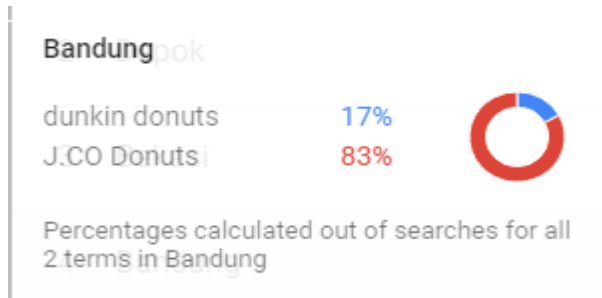 Bandung
dunkin donuts 17%
J.CO Donuts 83%
Percentages calculated out of searches for all
2 terms in Bandung